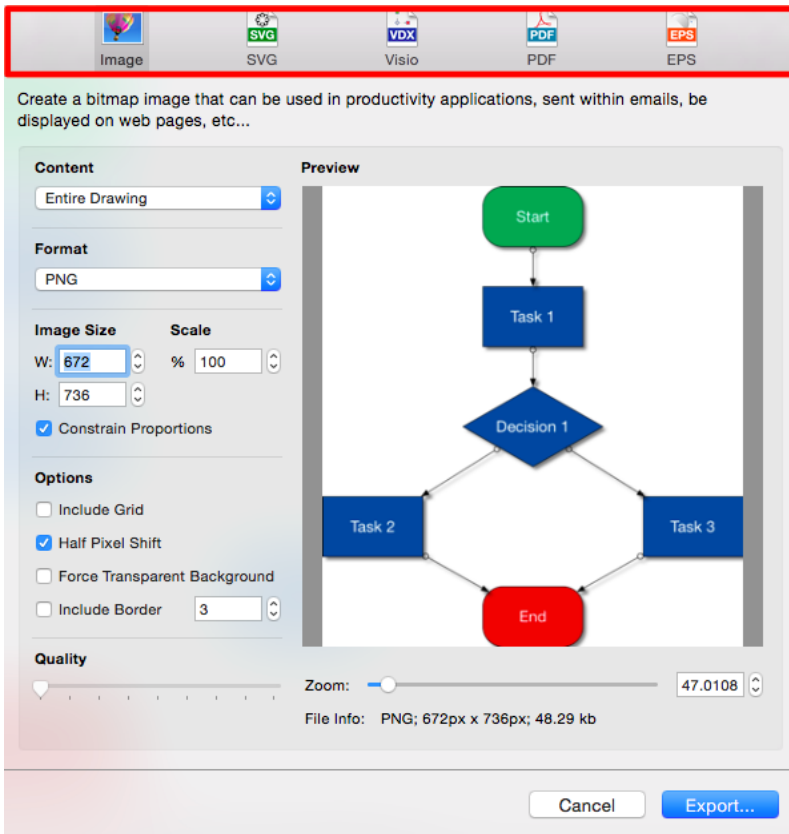 SVG VDX PDF EPS
Image SVG Visio PDF EPS
Create a bitmap image that can be used in productivity applications, sent within emails, be
displayed on web pages, etc...
Content
Entire Drawing
Format
PNG
Image Size Scale
W: 672 % 100
H: 736
Constrain Proportions
Options
Include Grid
Half Pixel Shift
Force Transparent Background
Include Border 3
Quality
Preview
Start
Task 1
Decision 1
Task 2 Task 3
End
Zoom: 47.0108
File Info: PNG; 672px x 736px; 48.29 kb
Cancel Export...